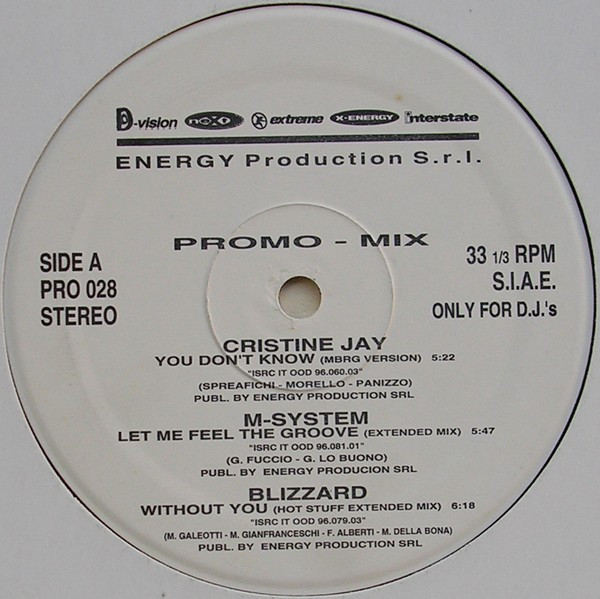 D-vision next extreme X-ENERGY interstate
ENERGY Production S.r.l.
PROMO - MIX
SIDE A
PRO 028
STEREO
33 1/3 RPM
S.I.A.E.
ONLY FOR D.J.'s
CRISTINE JAY
YOU DON'T KNOW (MBRG VERSION) 5:22
"ISRC IT OOD 96.060.03"
(SPREAFICHI - MORELLO - PANIZZO)
PUBL. BY ENERGY PRODUCTION SRL
M-SYSTEM
LET ME FEEL THE GROOVE (EXTENDED MIX) 5:47
"ISRC IT OOD 96.081.01"
(G. FUCCIO - G. LO BUONO)
PUBL. BY ENERGY PRODUCION SRL
BLIZZARD
WITHOUT YOU (HOT STUFF EXTENDED MIX) 6:18
"ISRC IT OOD 96.079.03"
(M. GALEOTTI - M. GIANFRANCESCHI - F. ALBERTI - M. DELLA BONA)
PUBL. BY ENERGY PRODUCTION SRL